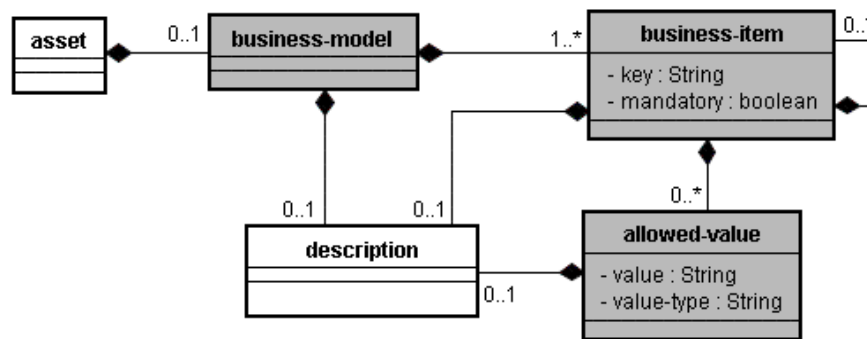 asset
0..1
business-model
1..*
business-item
- key : String
- mandatory : boolean
0..1
0..1
0..*
description
0..1
allowed-value
- value : String
- value-type : String